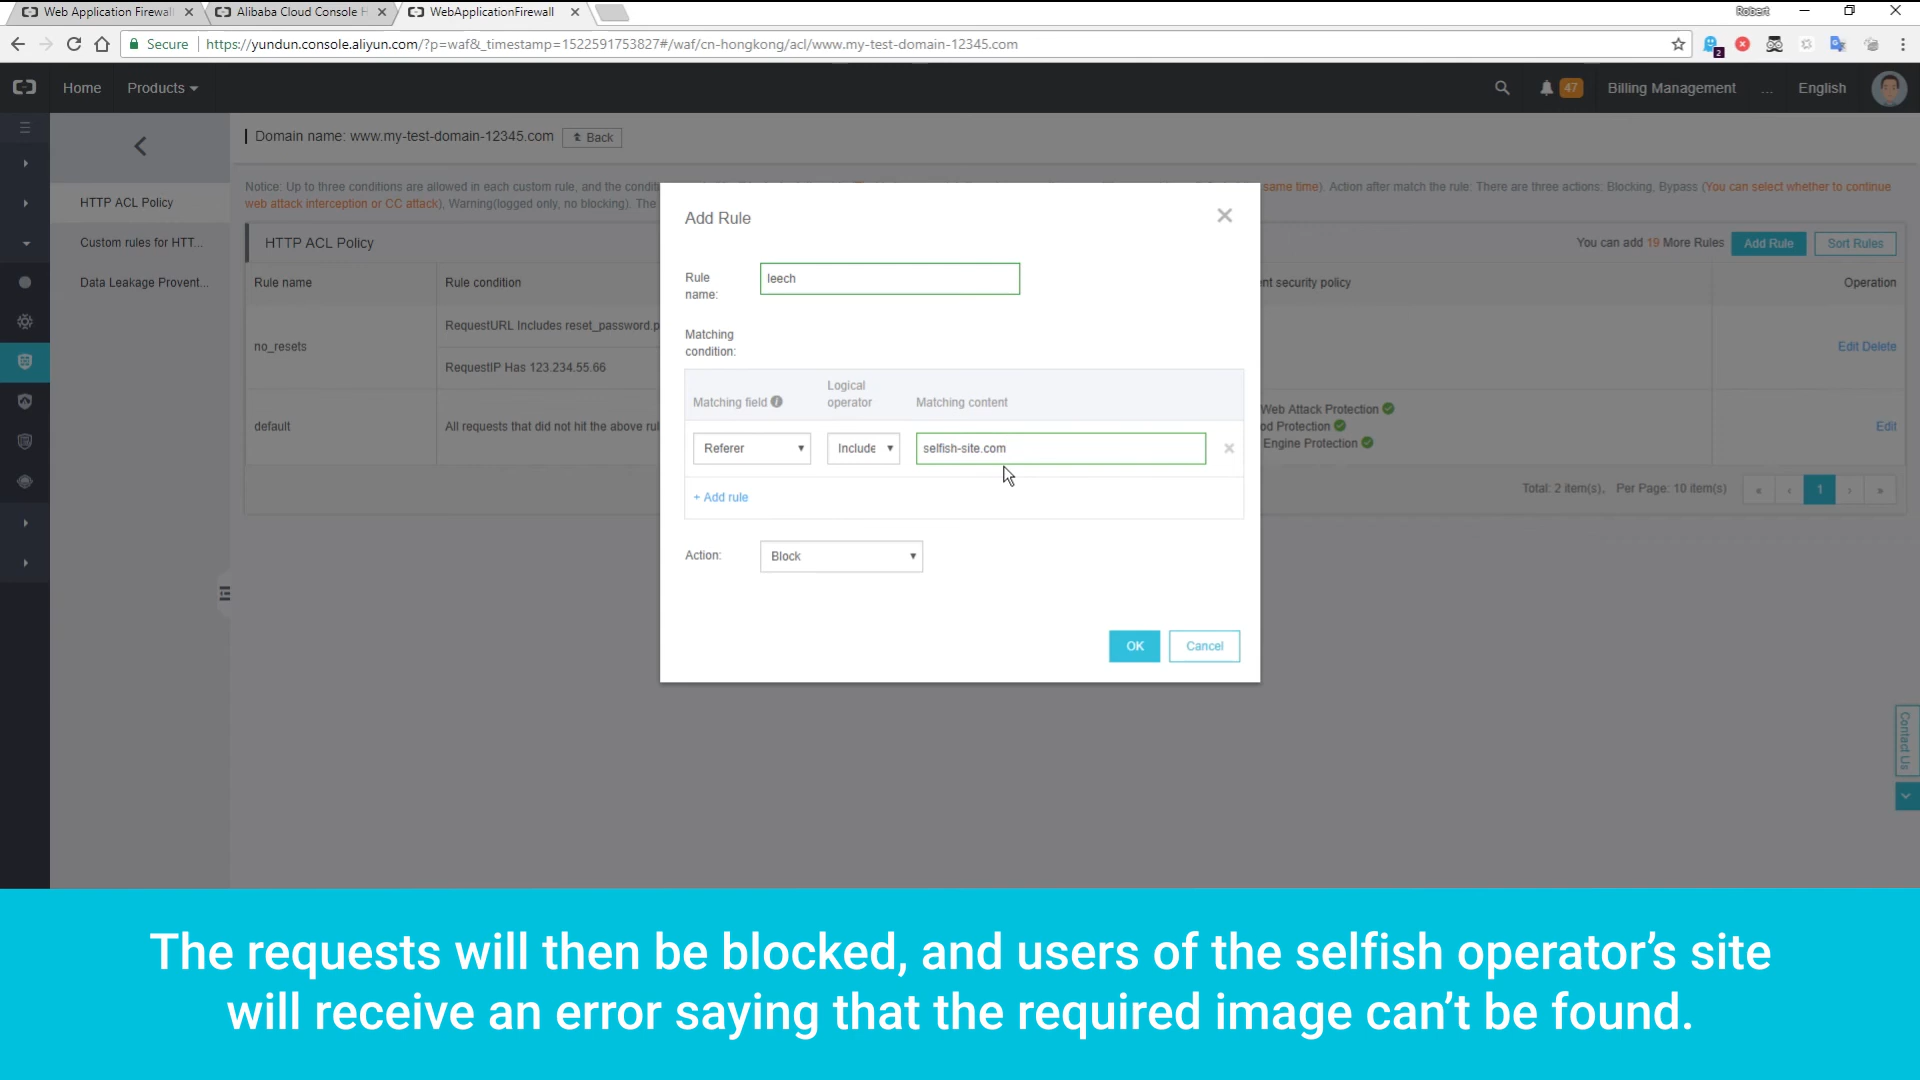 Web Application Firewall
Alibaba Cloud Console H
WebApplicationFirewall
Robert
Secure
https://yundun.console.aliyun.com/?p=waf&_timestamp=1522591753827#/waf/cn-hongkong/acl/www.my-test-domain-12345.com
2
Home
Products
47
Billing Management
...
English
Domain name: www.my-test-domain-12345.com
Back
Notice: Up to three conditions are allowed in each custom rule, and the condit
same time). Action after match the rule: There are three actions: Blocking, Bypass (You can select whether to continue
web attack interception or CC attack), Warning(logged only, no blocking). The
HTTP ACL Policy
Custom rules for HTT...
Data Leakage Provent...
HTTP ACL Policy
You can add 19 More Rules
Add Rule
Sort Rules
Rule name
Rule condition
nt security policy
Operation
no_resets
RequestURL Includes reset_password.p
RequestIP Has 123.234.55.66
Edit Delete
default
All requests that did not hit the above rul
Web Attack Protection
od Protection
Engine Protection
Edit
Total: 2 item(s), Per Page: 10 item(s)
«
‹
1
›
»
Add Rule
Rule
name:
leech
Matching
condition:
Matching field
Logical
operator
Matching content
Referer
Include
selfish-site.com
+ Add rule
Action:
Block
OK
Cancel
Contact Us
The requests will then be blocked, and users of the selfish operator’s site
will receive an error saying that the required image can’t be found.